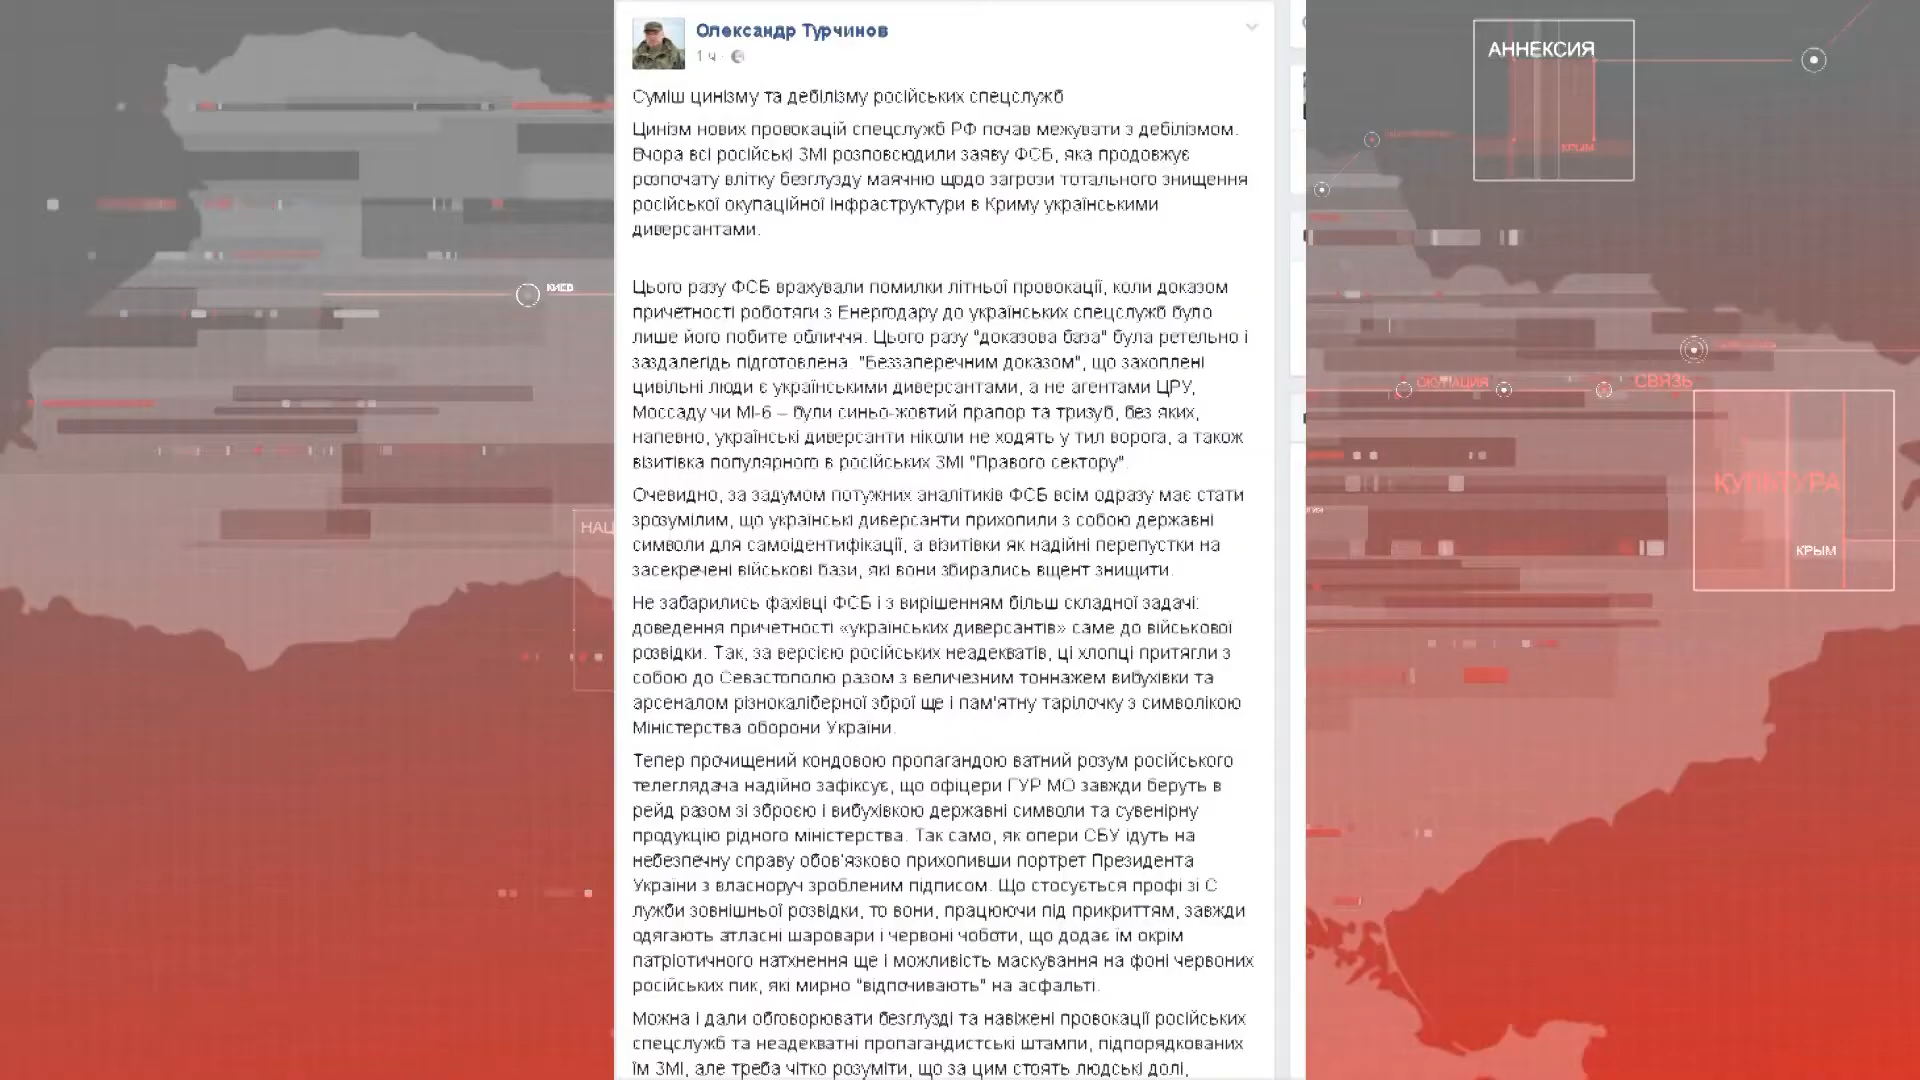 Олександр Турчинов
1 ч ·
Суміш цинізму та дебілізму російських спецслужб
Цинізм нових провокацій спецслужб РФ почав межувати з дебілізмом.
Вчора всі російські ЗМІ розповсюдили заяву ФСБ, яка продовжує
розпочату влітку безглузду маячню щодо загрози тотального знищення
російської окупаційної інфраструктури в Криму українськими
диверсантами.
Цього разу ФСБ врахували помилки літньої провокації, коли доказом
причетності роботяги з Енергодару до українських спецслужб було
лише його побите обличчя. Цього разу "доказова база" була ретельно і
заздалегідь підготовлена. "Беззаперечним доказом", що захоплені
цивільні люди є українськими диверсантами, а не агентами ЦРУ,
Моссаду чи МІ-6 – були синьо-жовтий прапор та тризуб, без яких,
напевно, українські диверсанти ніколи не ходять у тил ворога, а також
візитівка популярного в російських ЗМІ "Правого сектору".
Очевидно, за задумом потужних аналітиків ФСБ всім одразу має стати
зрозумілим, що українські диверсанти прихопили з собою державні
символи для самоідентифікації, а візитівки як надійні перепустки на
засекречені військові бази, які вони збирались вщент знищити.
Не забарились фахівці ФСБ і з вирішенням більш складної задачі:
доведення причетності «українських диверсантів» саме до військової
розвідки. Так, за версією російських неадекватів, ці хлопці притягли з
собою до Севастополю разом з величезним тоннажем вибухівки та
арсеналом різнокаліберної зброї ще і пам'ятну тарілочку з символікою
Міністерства оборони України.
Тепер прочищений кондовою пропагандою ватний розум російського
телеглядача надійно зафіксує, що офіцери ГУР МО завжди беруть в
рейд разом зі зброєю і вибухівкою державні символи та сувенірну
продукцію рідного міністерства. Так само, як опери СБУ ідуть на
небезпечну справу обов'язково прихопивши портрет Президента
України з власноруч зробленим підписом. Що стосується профі зі С
лужби зовнішньої розвідки, то вони, працюючи під прикриттям, завжди
одягають атласні шаровари і червоні чоботи, що додає їм окрім
патріотичного натхнення ще і можливість маскування на фоні червоних
російських пик, які мирно "відпочивають" на асфальті.
Можна і далі обговорювати безглузді та навіжені провокації російських
спецслужб та неадекватні пропагандистські штампи, підпорядкованих
їм ЗМІ, але треба чітко розуміти, що за цим стоять людські долі,
КИЕВ
НАЦ
АННЕКСИЯ
КРЫМ
ОККУПАЦИЯ
СВЯЗЬ
КУЛЬТУРА
КРЫМ